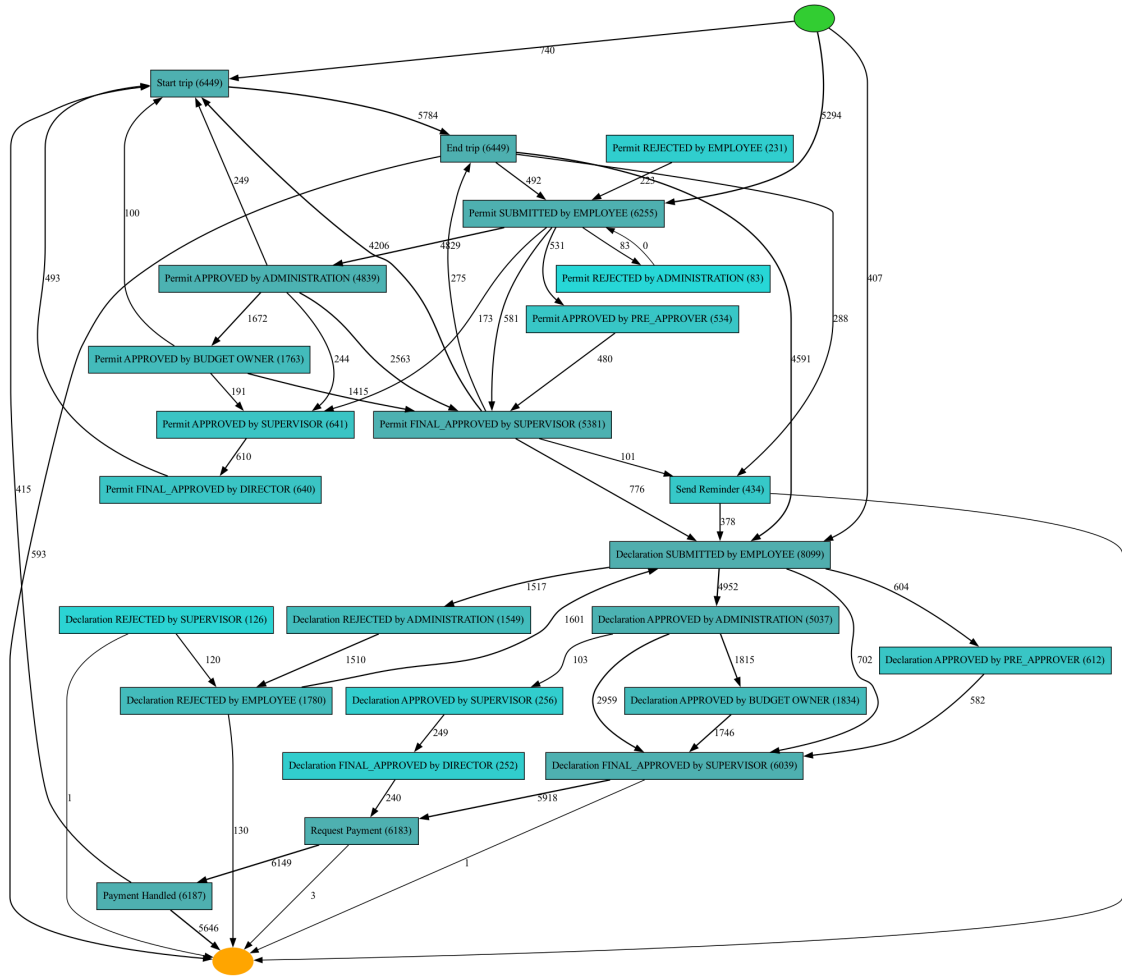 740
Start trip (6449)
5784
5294
End trip (6449)
Permit REJECTED by EMPLOYEE (231)
249
492
223
100
Permit SUBMITTED by EMPLOYEE (6255)
4206
4829
531
83
0
493
275
Permit APPROVED by ADMINISTRATION (4839)
Permit REJECTED by ADMINISTRATION (83)
407
1672
173
581
Permit APPROVED by PRE_APPROVER (534)
288
244
2563
480
4591
Permit APPROVED by BUDGET OWNER (1763)
191
1415
Permit APPROVED by SUPERVISOR (641)
Permit FINAL_APPROVED by SUPERVISOR (5381)
610
101
415
Permit FINAL_APPROVED by DIRECTOR (640)
776
Send Reminder (434)
378
593
Declaration SUBMITTED by EMPLOYEE (8099)
1517
4952
604
Declaration REJECTED by SUPERVISOR (126)
Declaration REJECTED by ADMINISTRATION (1549)
1601
Declaration APPROVED by ADMINISTRATION (5037)
120
1510
103
1815
702
Declaration APPROVED by PRE_APPROVER (612)
Declaration REJECTED by EMPLOYEE (1780)
Declaration APPROVED by SUPERVISOR (256)
2959
Declaration APPROVED by BUDGET OWNER (1834)
582
249
1746
Declaration FINAL_APPROVED by DIRECTOR (252)
Declaration FINAL_APPROVED by SUPERVISOR (6039)
1
240
5918
130
Request Payment (6183)
6149
1
Payment Handled (6187)
3
5646